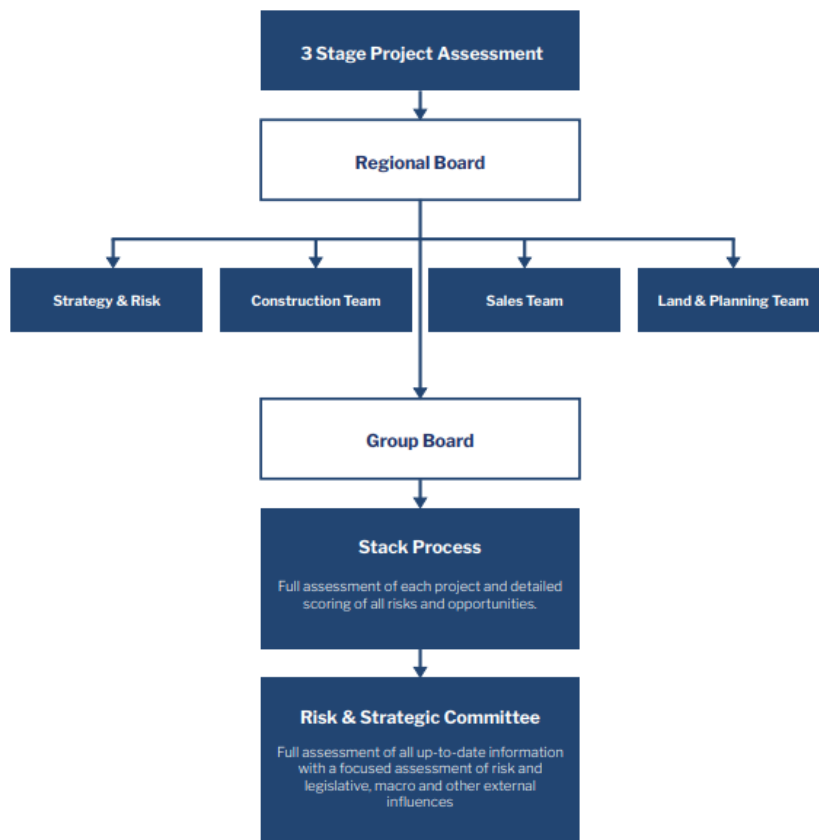 3 Stage Project Assessment
Regional Board
Strategy & Risk
Construction Team
Sales Team
Land & Planning Team
Group Board
Stack Process
Full assessment of each project and detailed
scoring of all risks and opportunities.
Risk & Strategic Committee
Full assessment of all up-to-date information
with a focused assessment of risk and
legislative, macro and other external
influences